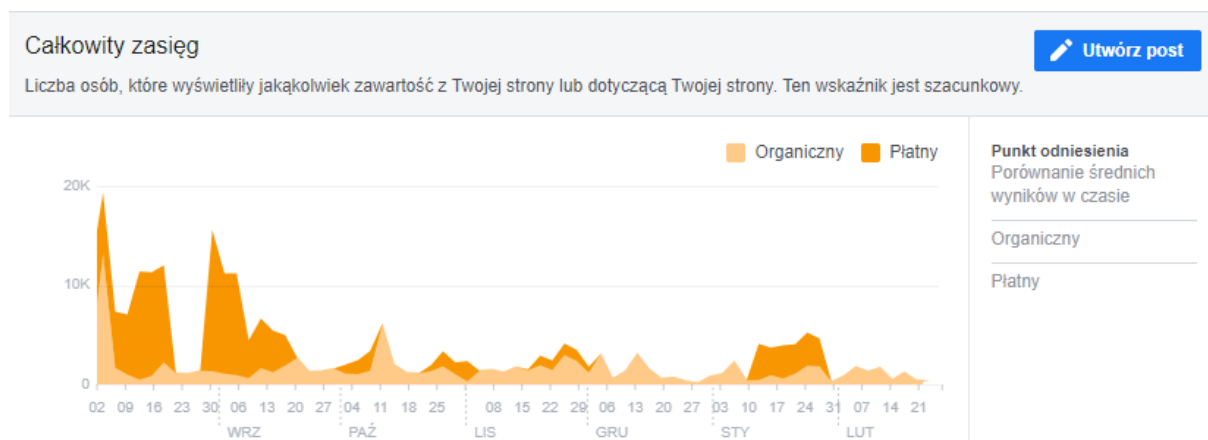 Całkowity zasięg
Utwórz post
Liczba osób, które wyświetliły jakąkolwiek zawartość z Twojej strony lub dotyczącą Twojej strony. Ten wskaźnik jest szacunkowy.
Organiczny Płatny
20K
10K
0
02 09 16 23 30 06 13 20 27 04 11 18 25 08 15 22 29 06 13 20 27 03 10 17 24 31 07 14 21
WRZ PAŹ LIS GRU STY LUT
Punkt odniesienia
Porównanie średnich
wyników w czasie
Organiczny
Płatny